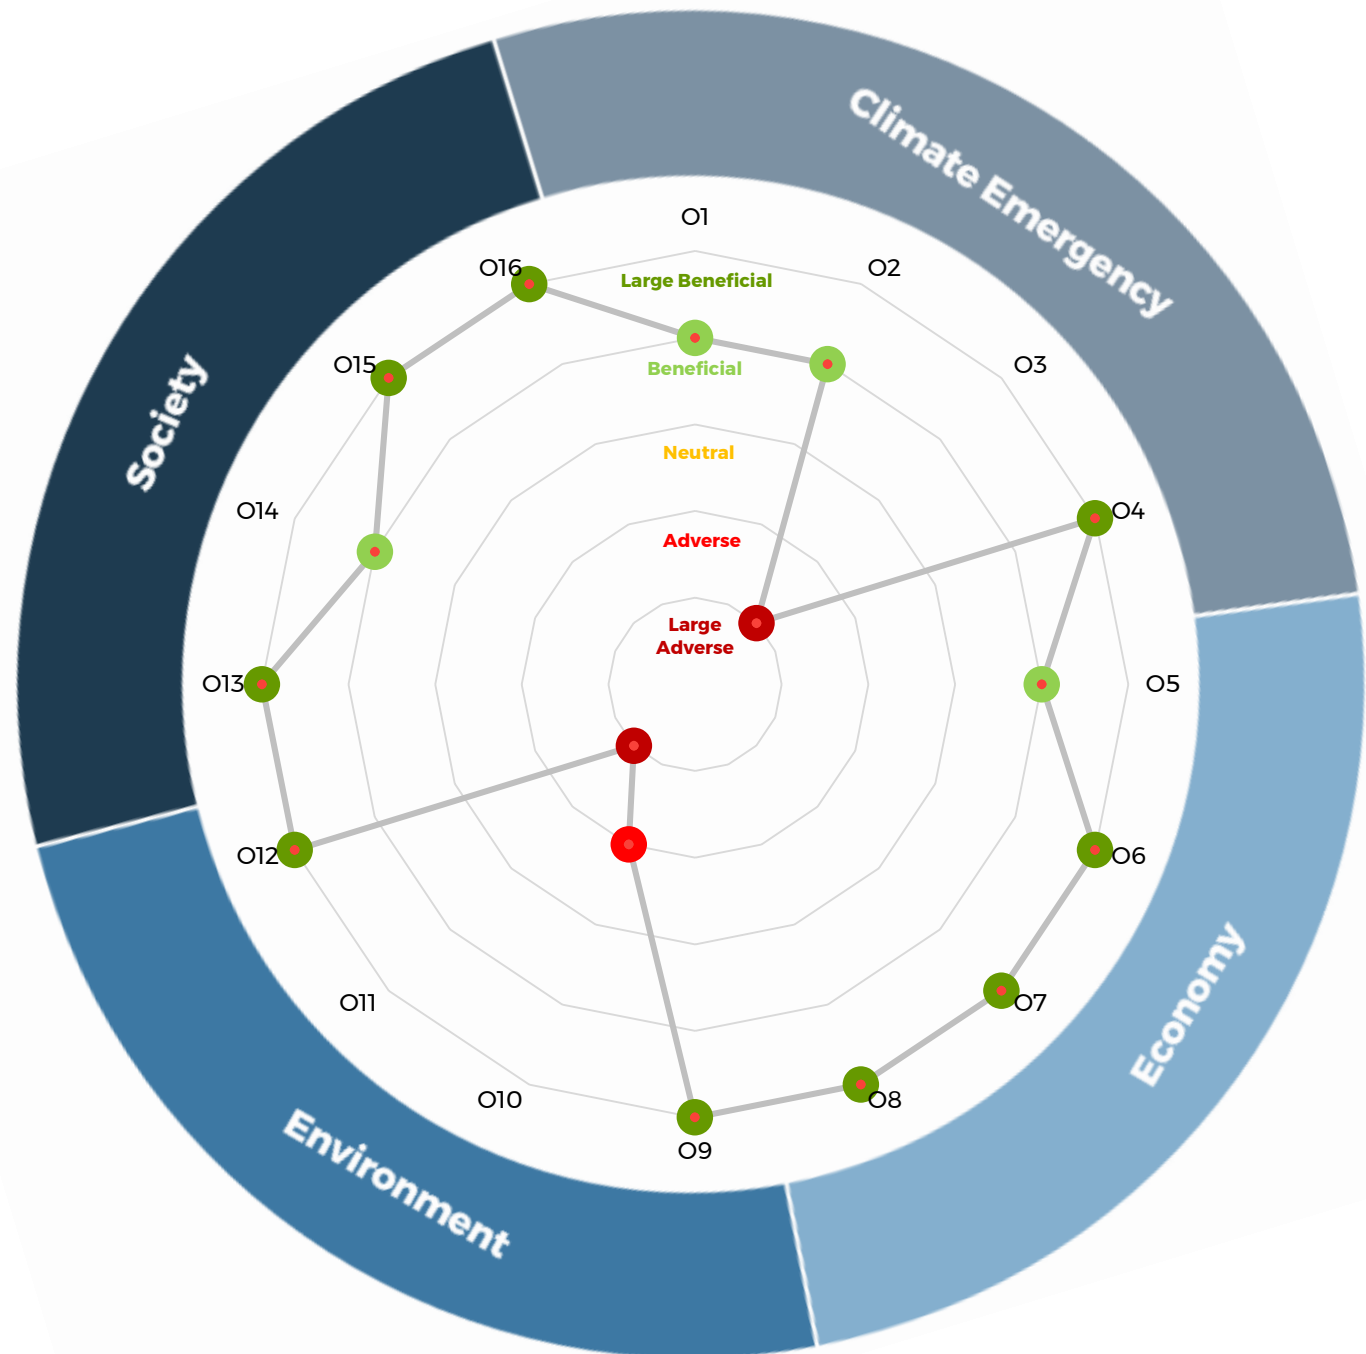 Climate Emergency
O1
O16
O2
Large Beneficial
O15
O3
Beneficial
Society
Neutral
O14
O4
Adverse
Large
Adverse
O13
O5
O12
O6
O11
O7
Economy
O10
O8
O9
Environment